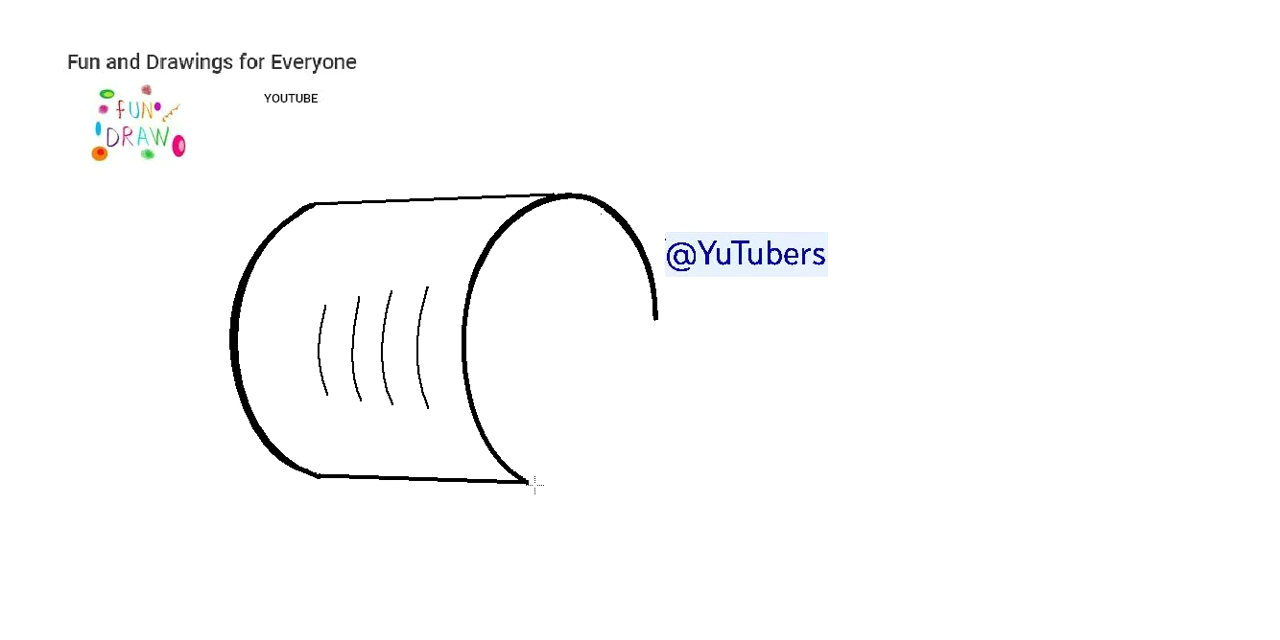 Fun and Drawings for Everyone
YOUTUBE
FUN
DRAW
@YuTubers